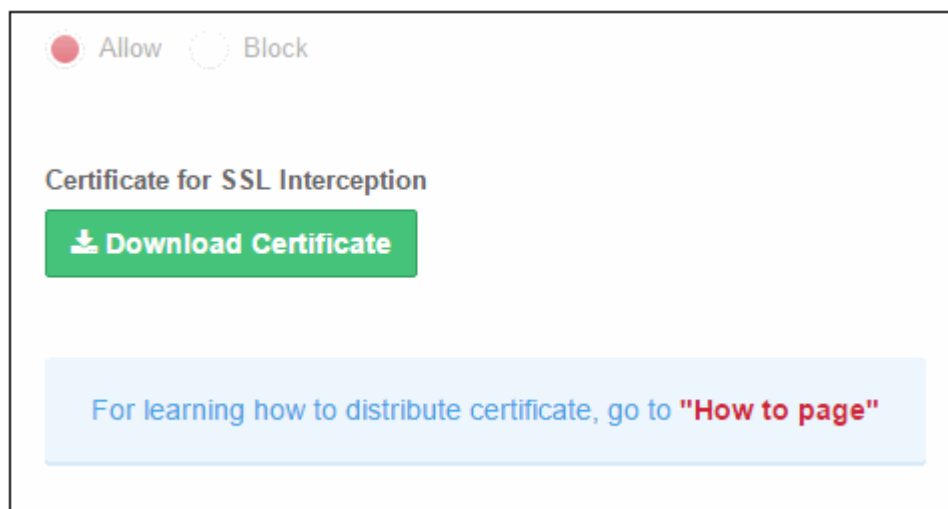 Allow Block
Certificate for SSL Interception
Download Certificate
For learning how to distribute certificate, go to "How to page"